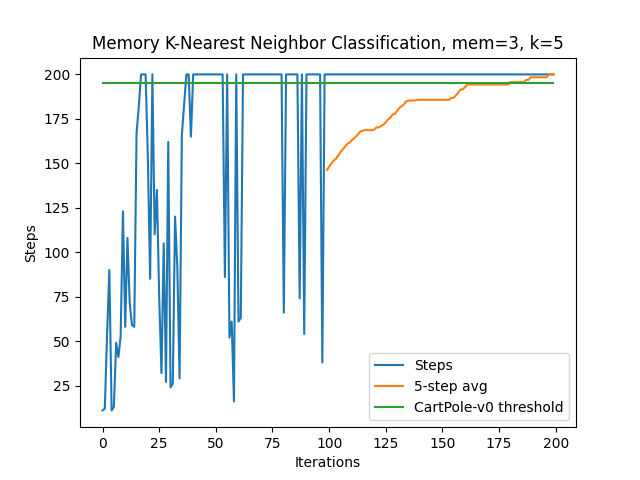 Memory K-Nearest Neighbor Classification, mem=3, k=5
200
175
150
125
100
75
50
25
Steps
0
25
50
75
100
125
150
175
200
Iterations
Steps
5-step avg
CartPole-v0 threshold